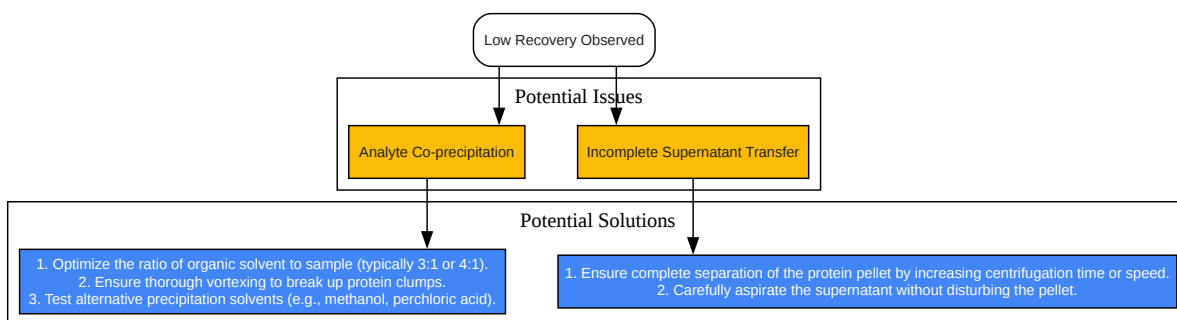 Low Recovery Observed
Potential Issues
Analyte Co-precipitation
Incomplete Supernatant Transfer
Potential Solutions
1. Optimize the ratio of organic solvent to sample (typically 3:1 or 4:1).
2. Ensure thorough vortexing to break up protein clumps.
3. Test alternative precipitation solvents (e.g., methanol, perchloric acid).
1. Ensure complete separation of the protein pellet by increasing centrifugation time or speed.
2. Carefully aspirate the supernatant without disturbing the pellet.